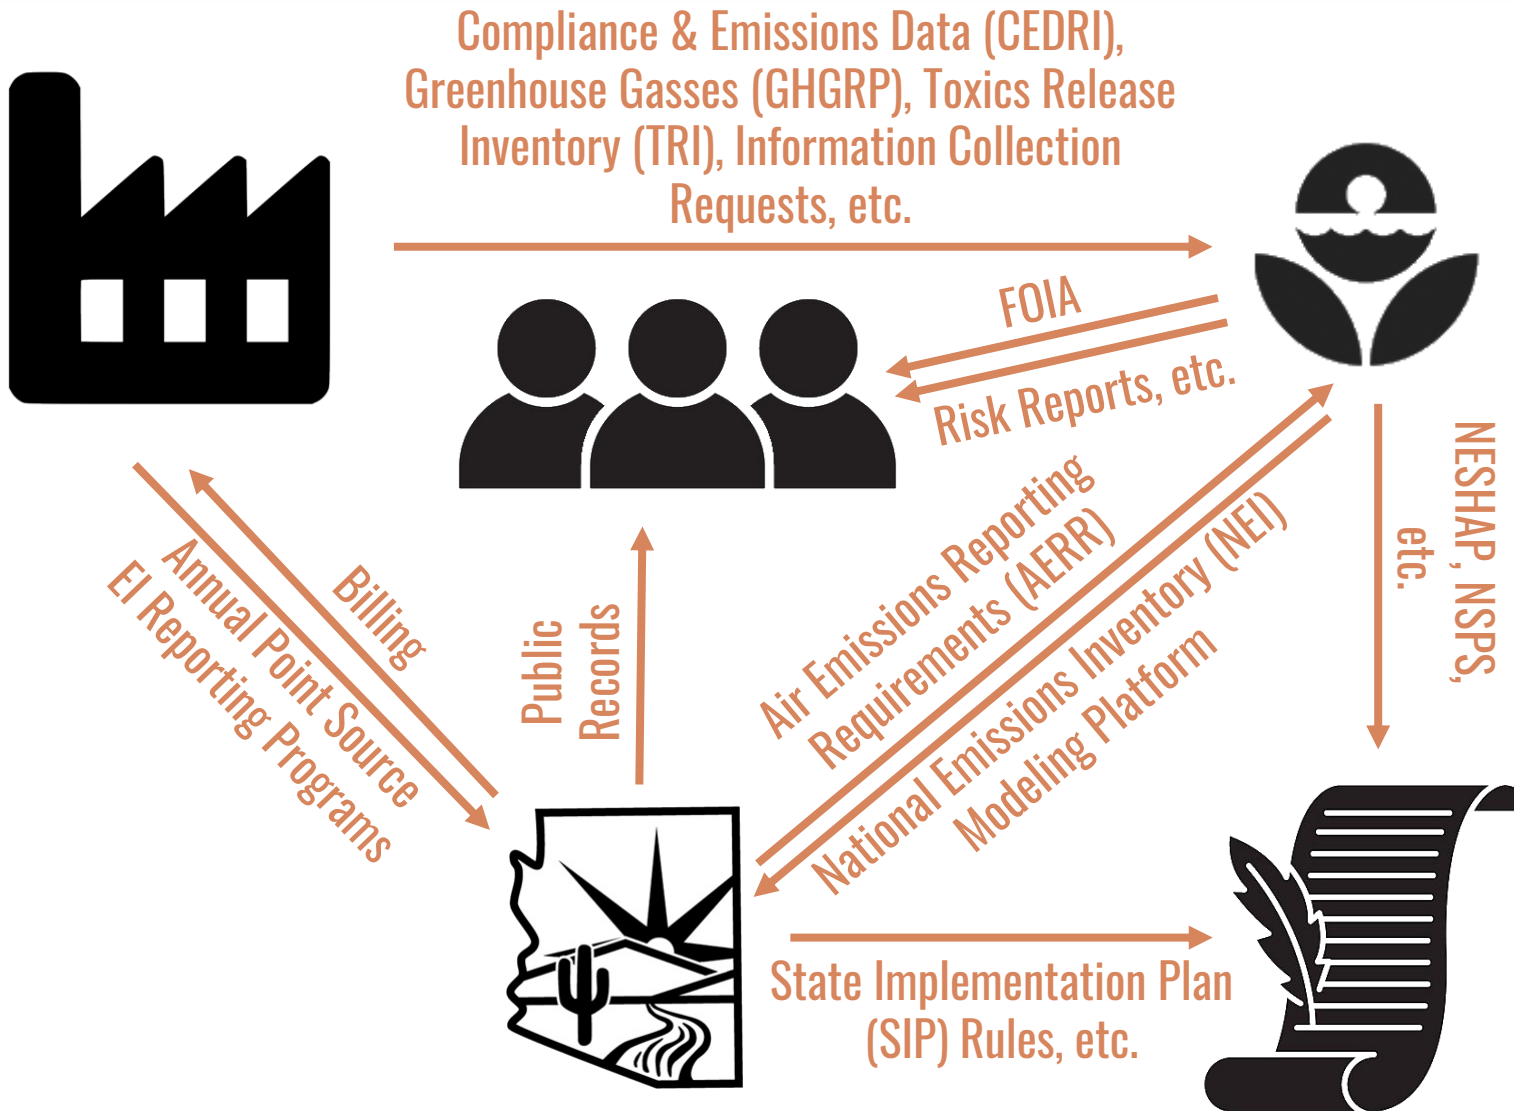 Compliance & Emissions Data (CEDRI),
Greenhouse Gasses (GHGRP), Toxics Release
Inventory (TRI), Information Collection
Requests, etc.
FOIA
Risk Reports, etc.
NESHAP, NSPS,
etc.
Billing
Annual Point Source
EI Reporting Programs
Public
Records
Air Emissions Reporting
Requirements (AERR)
National Emissions Inventory (NEI)
Modeling Platform
State Implementation Plan
(SIP) Rules, etc.